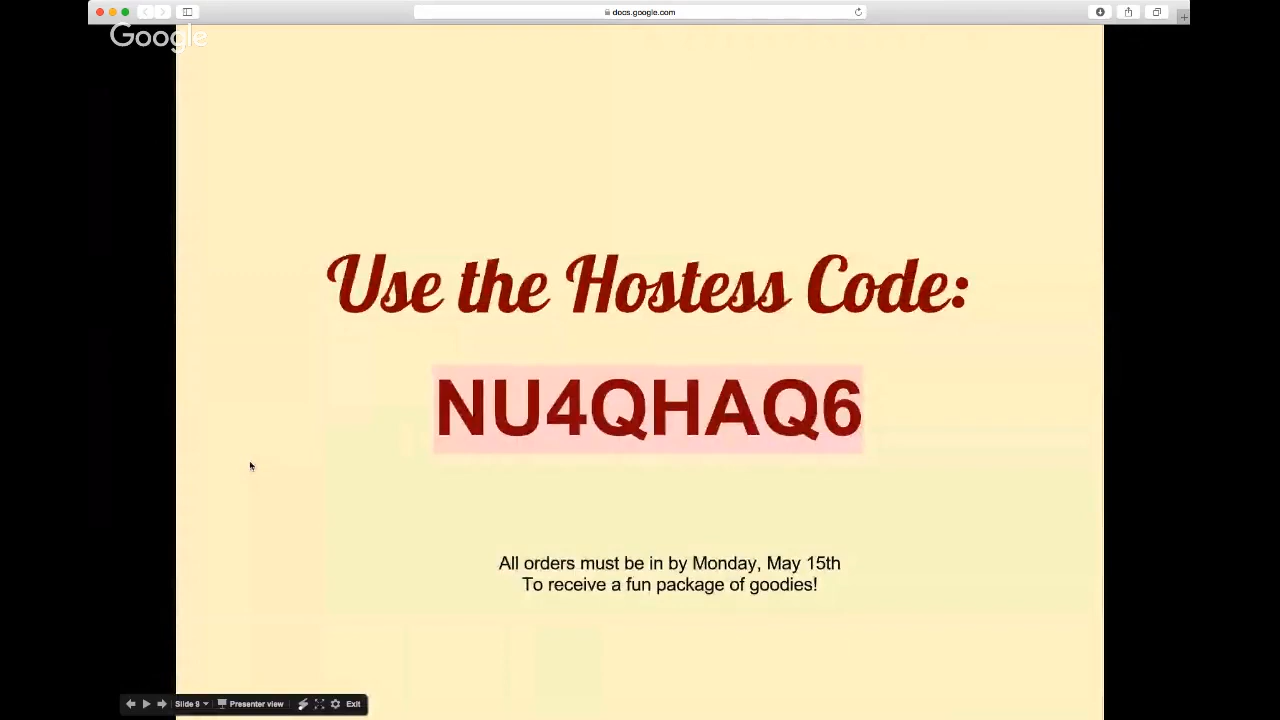 docs.google.com
Google
Use the Hostess Code:
NU4QHAQ6
All orders must be in by Monday, May 15th
To receive a fun package of goodies!
Slide 9
Presenter view
Exit